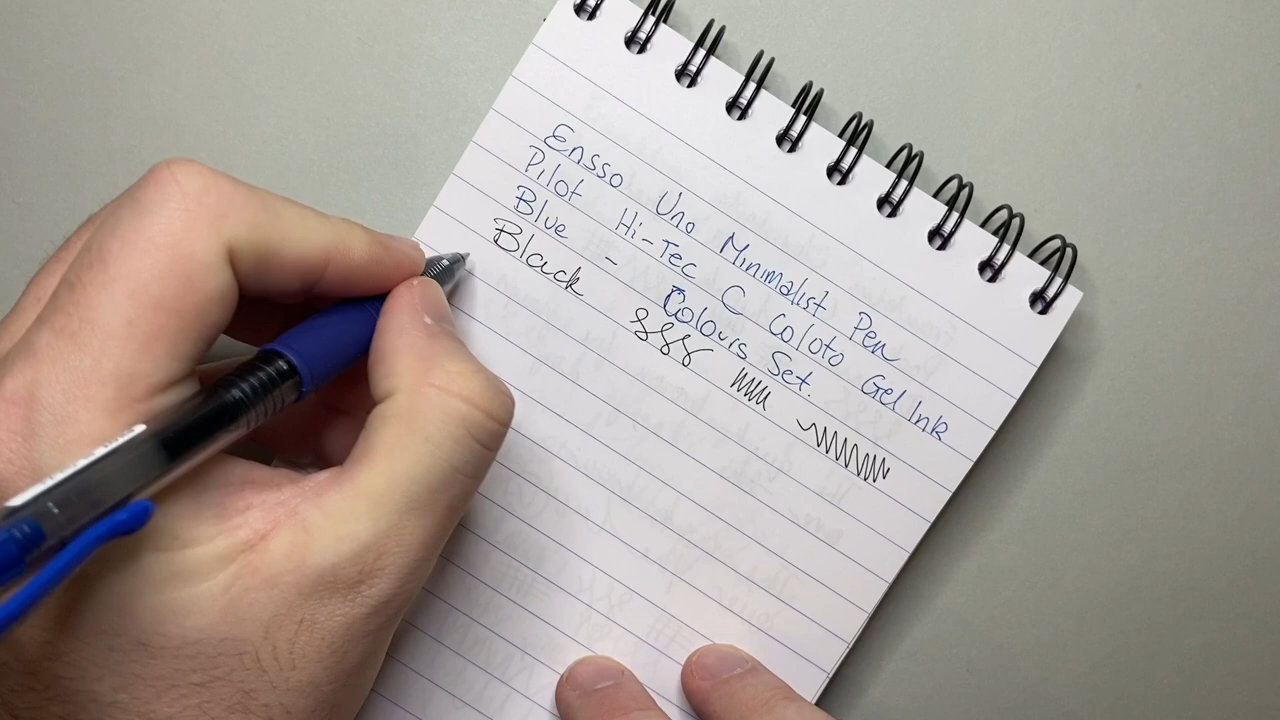 Ensso Uno Minimalist Pen
Pilot Hi-Tec C Coloto Gel Ink
Blue - Colours Set.
Black